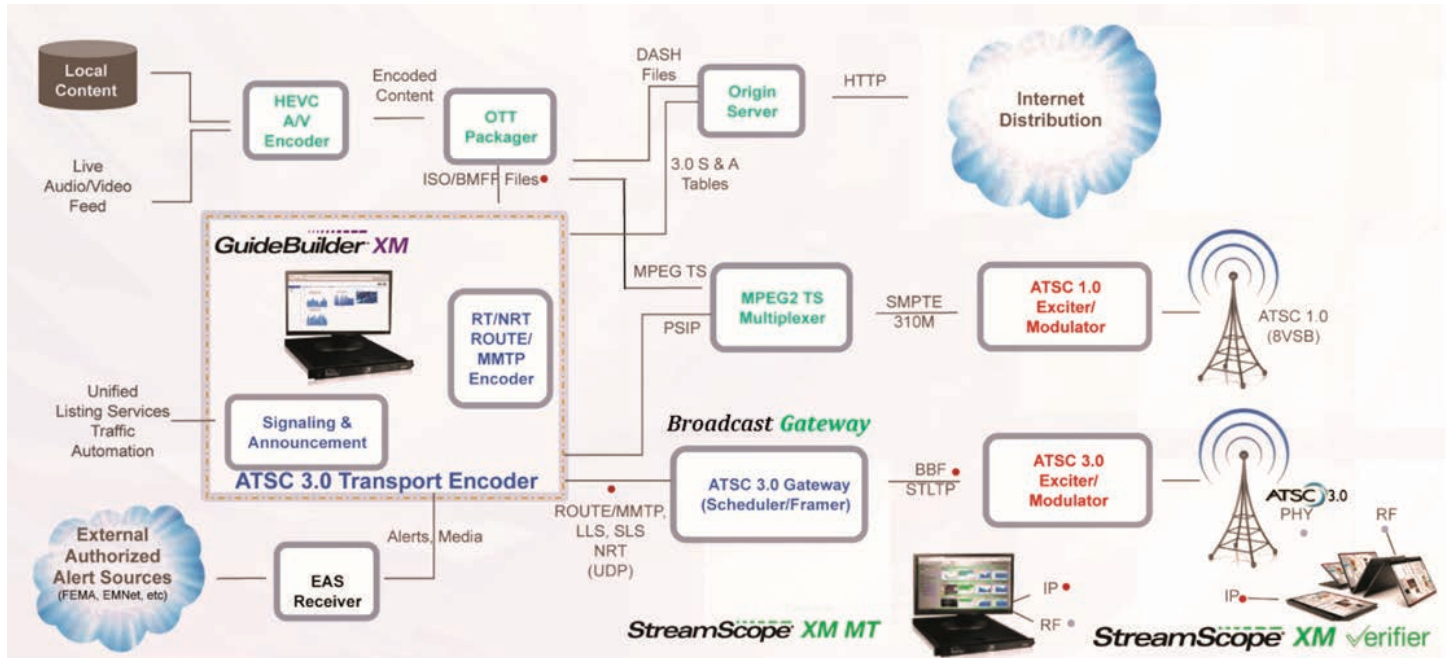 Local
Content
HEVC
A/V
Encoder
Encoded
Content
OTT
Packager
DASH
Files
Origin
Server
HTTP
Internet
Distribution
Live
Audio/Video
Feed
ISO/BMFF Files
3.0 S & A
Tables
GuideBuilder XM
RT/NRT
ROUTE/
MMTP
Encoder
MPEG TS
PSIP
MPEG2 TS
Multiplexer
SMPTE
310M
ATSC 1.0
Exciter/
Modulator
ATSC 1.0
(8VSB)
Unified
Listing Services
Traffic
Automation
Signaling &
Announcement
ATSC 3.0 Transport Encoder
Broadcast Gateway
ATSC 3.0 Gateway
(Scheduler/Framer)
BBF
STLTP
ATSC 3.0
Exciter/
Modulator
ATSC 3.0
PHY
RF
IP
ROUTE/MMTP,
LLS, SLS
NRT
(UDP)
External
Authorized
Alert Sources
(FEMA, EMNet, etc)
EAS
Receiver
Alerts, Media
IP
RF
StreamScope XM MT
StreamScope XM Verifier